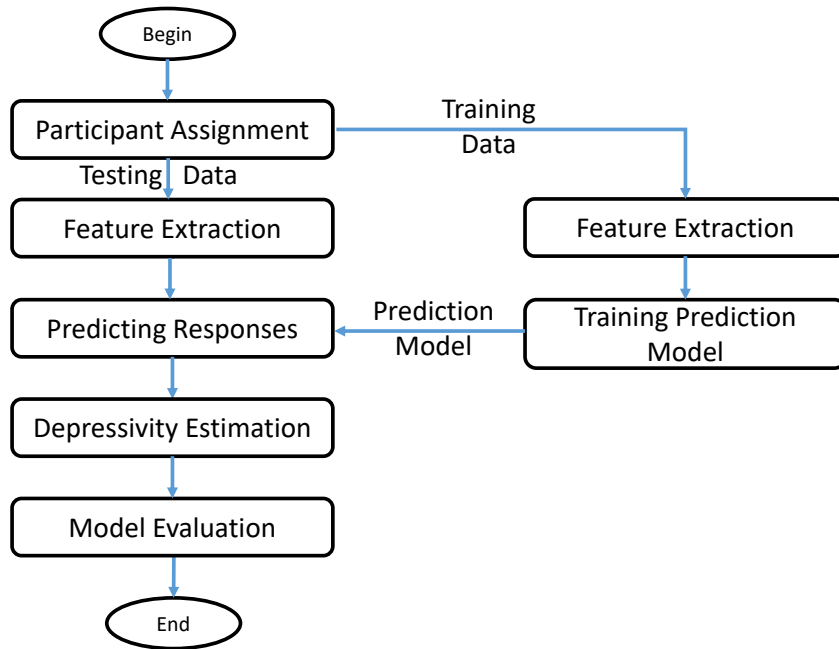 Begin
Participant Assignment
Training
Data
Testing Data
Feature Extraction
Feature Extraction
Predicting Responses
Prediction
Model
Training Prediction
Model
Depressivity Estimation
Model Evaluation
End